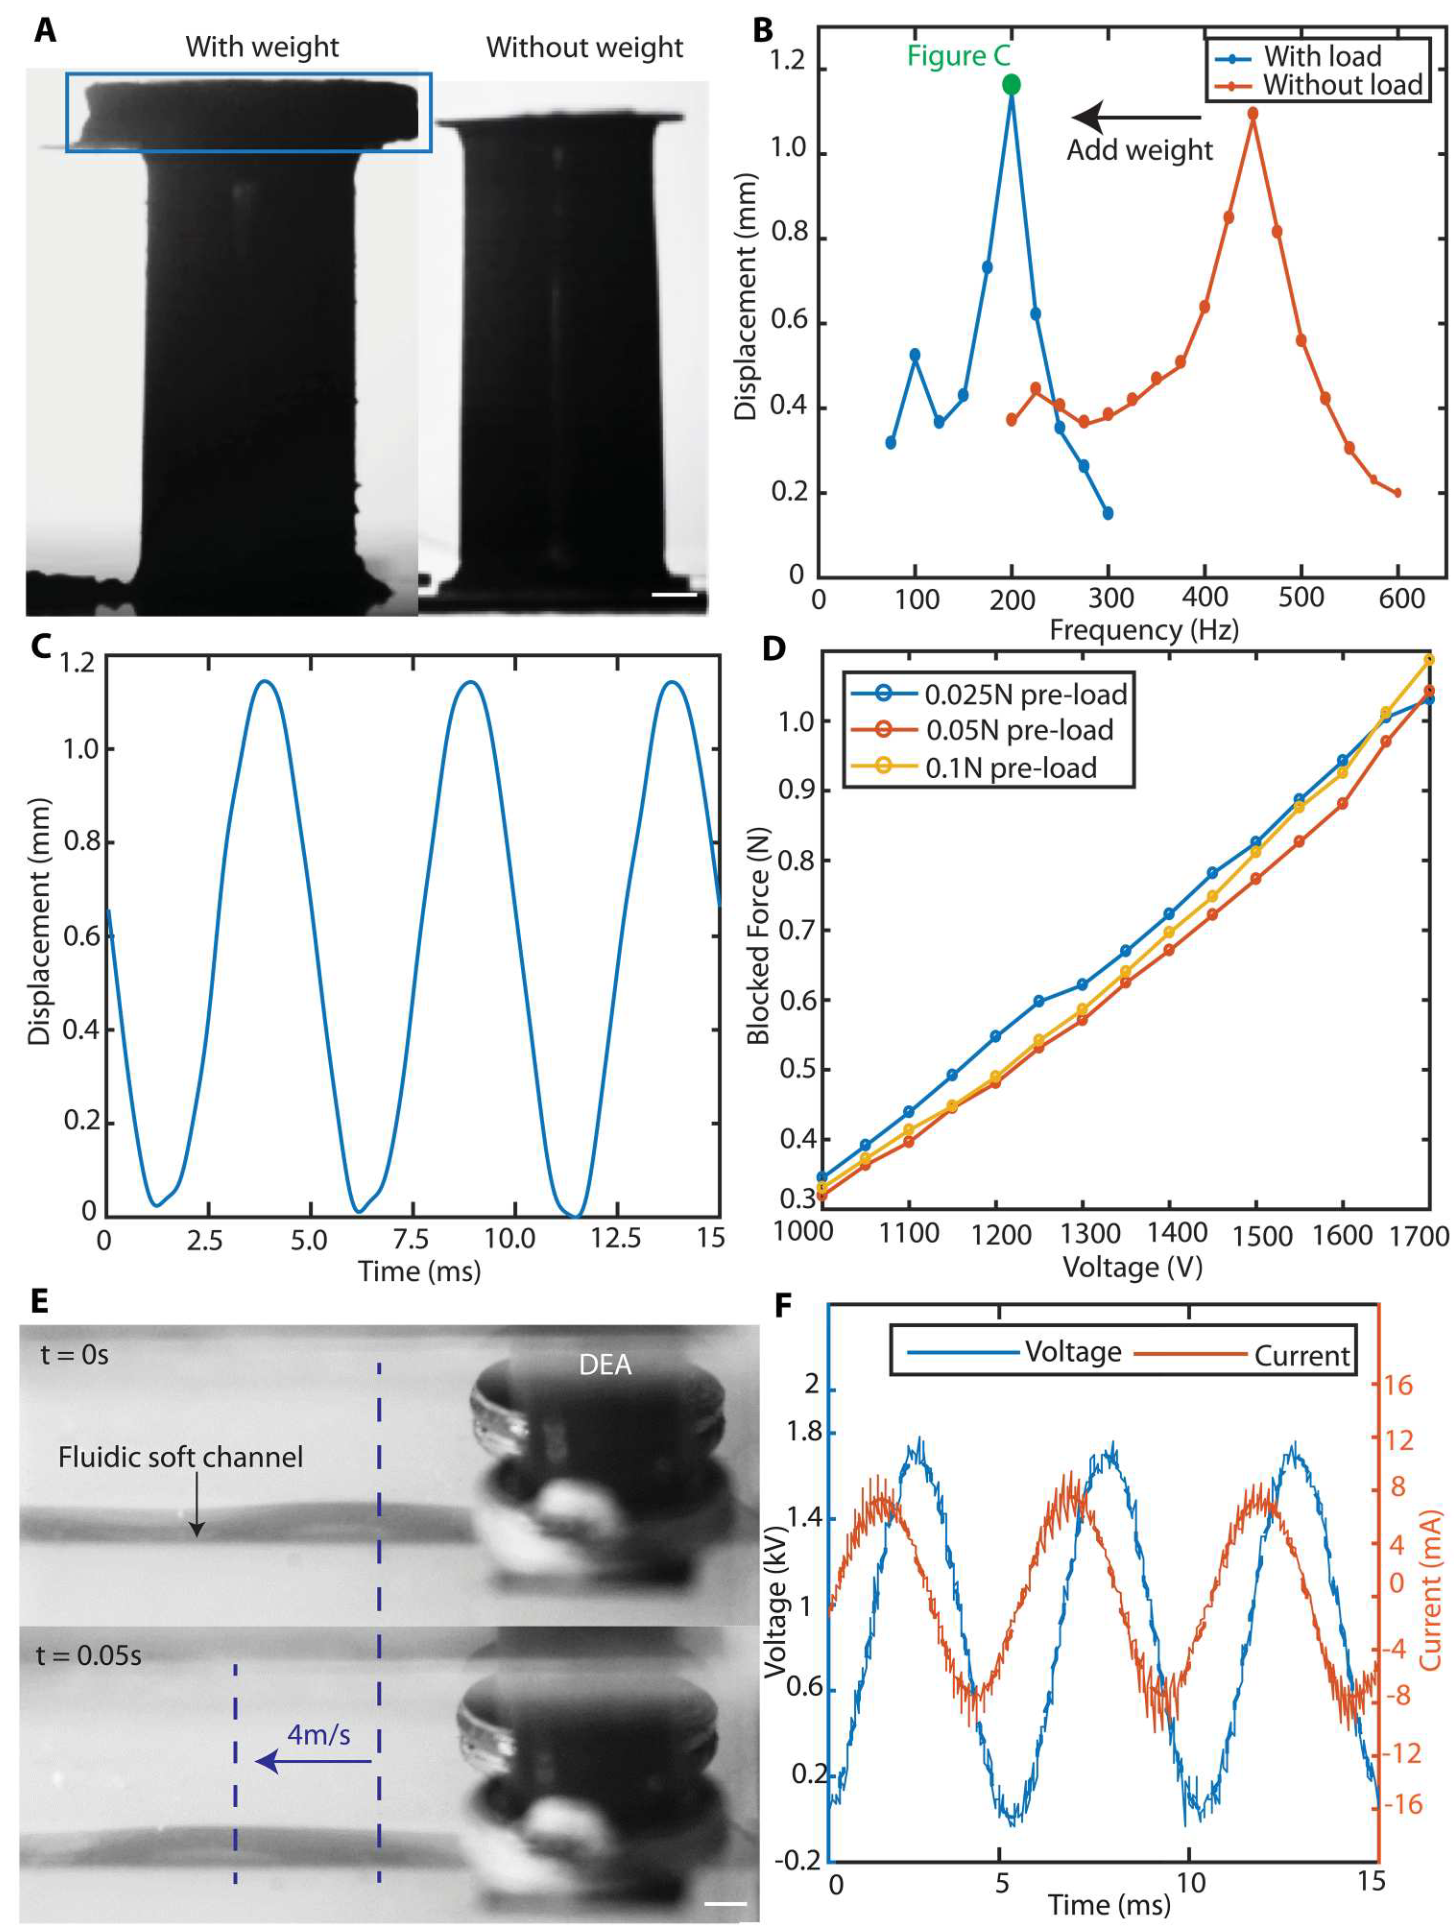 A
With weight
Without weight
B
Figure C
With load
Without load
Add weight
Displacement (mm)
1.2
1.0
0.8
0.6
0.4
0.2
0
0 100 200 300 400 500 600
Frequency (Hz)
C
Displacement (mm)
1.2
1.0
0.8
0.6
0.4
0.2
0
0 2.5 5.0 7.5 10.0 12.5 15
Time (ms)
D
0.025N pre-load
0.05N pre-load
0.1N pre-load
Blocked Force (N)
1.0
0.9
0.8
0.7
0.6
0.5
0.4
0.3
1000 1100 1200 1300 1400 1500 1600 1700
Voltage (V)
E
t = 0s
DEA
Fluidic soft channel
t = 0.05s
4m/s
F
Voltage
Current
Voltage (kV)
2
1.8
1.4
1
0.6
0.2
-0.2
16
12
8
4
0
-4
-8
-12
-16
Current (mA)
0 5 10 15
Time (ms)